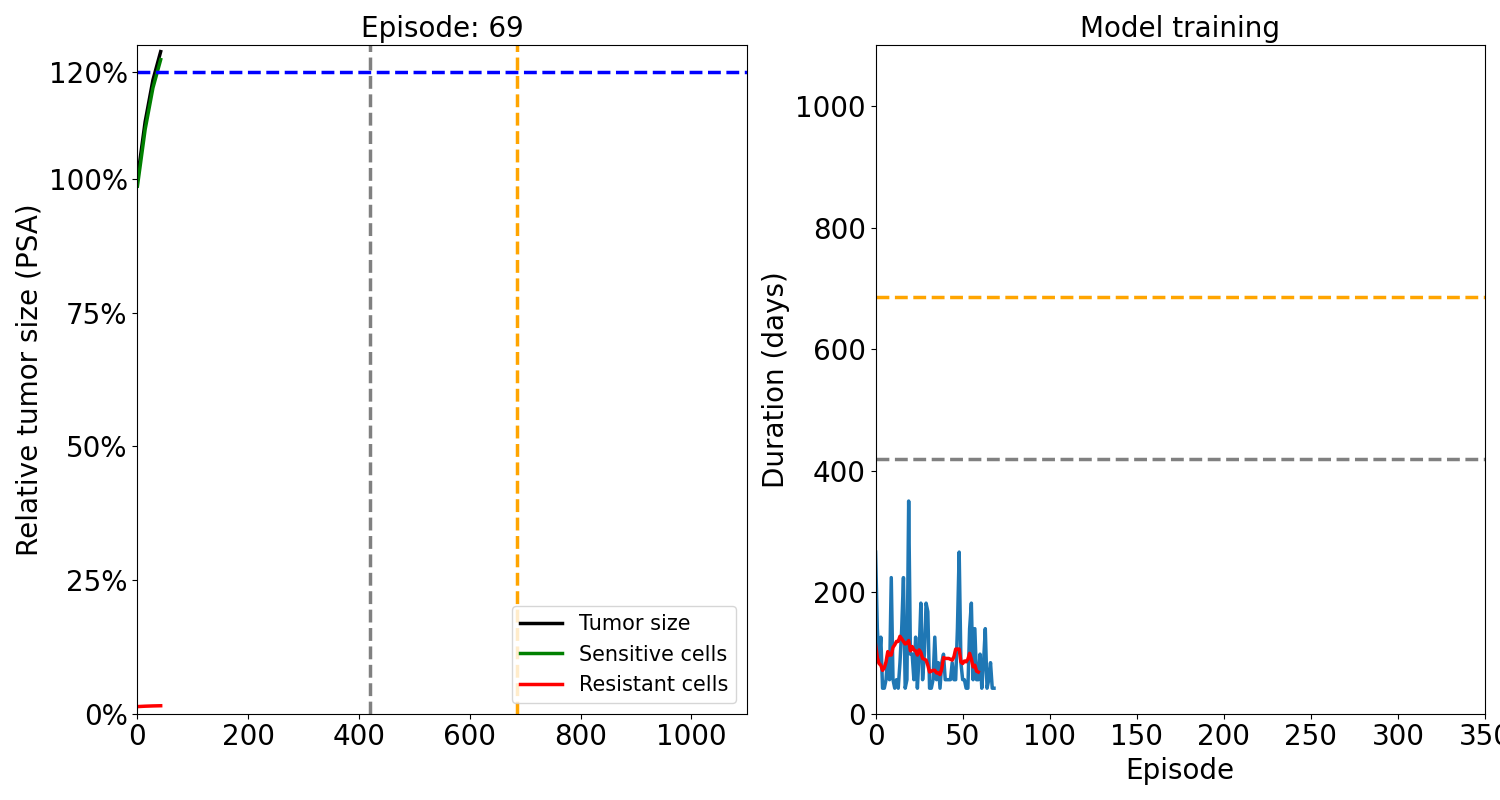 Episode: 69
Relative tumor size (PSA)
120%
100%
75%
50%
25%
0%
0 200 400 600 800 1000
Tumor size
Sensitive cells
Resistant cells
Model training
Duration (days)
1000
800
600
400
200
0
0 50 100 150 200 250 300 350
Episode